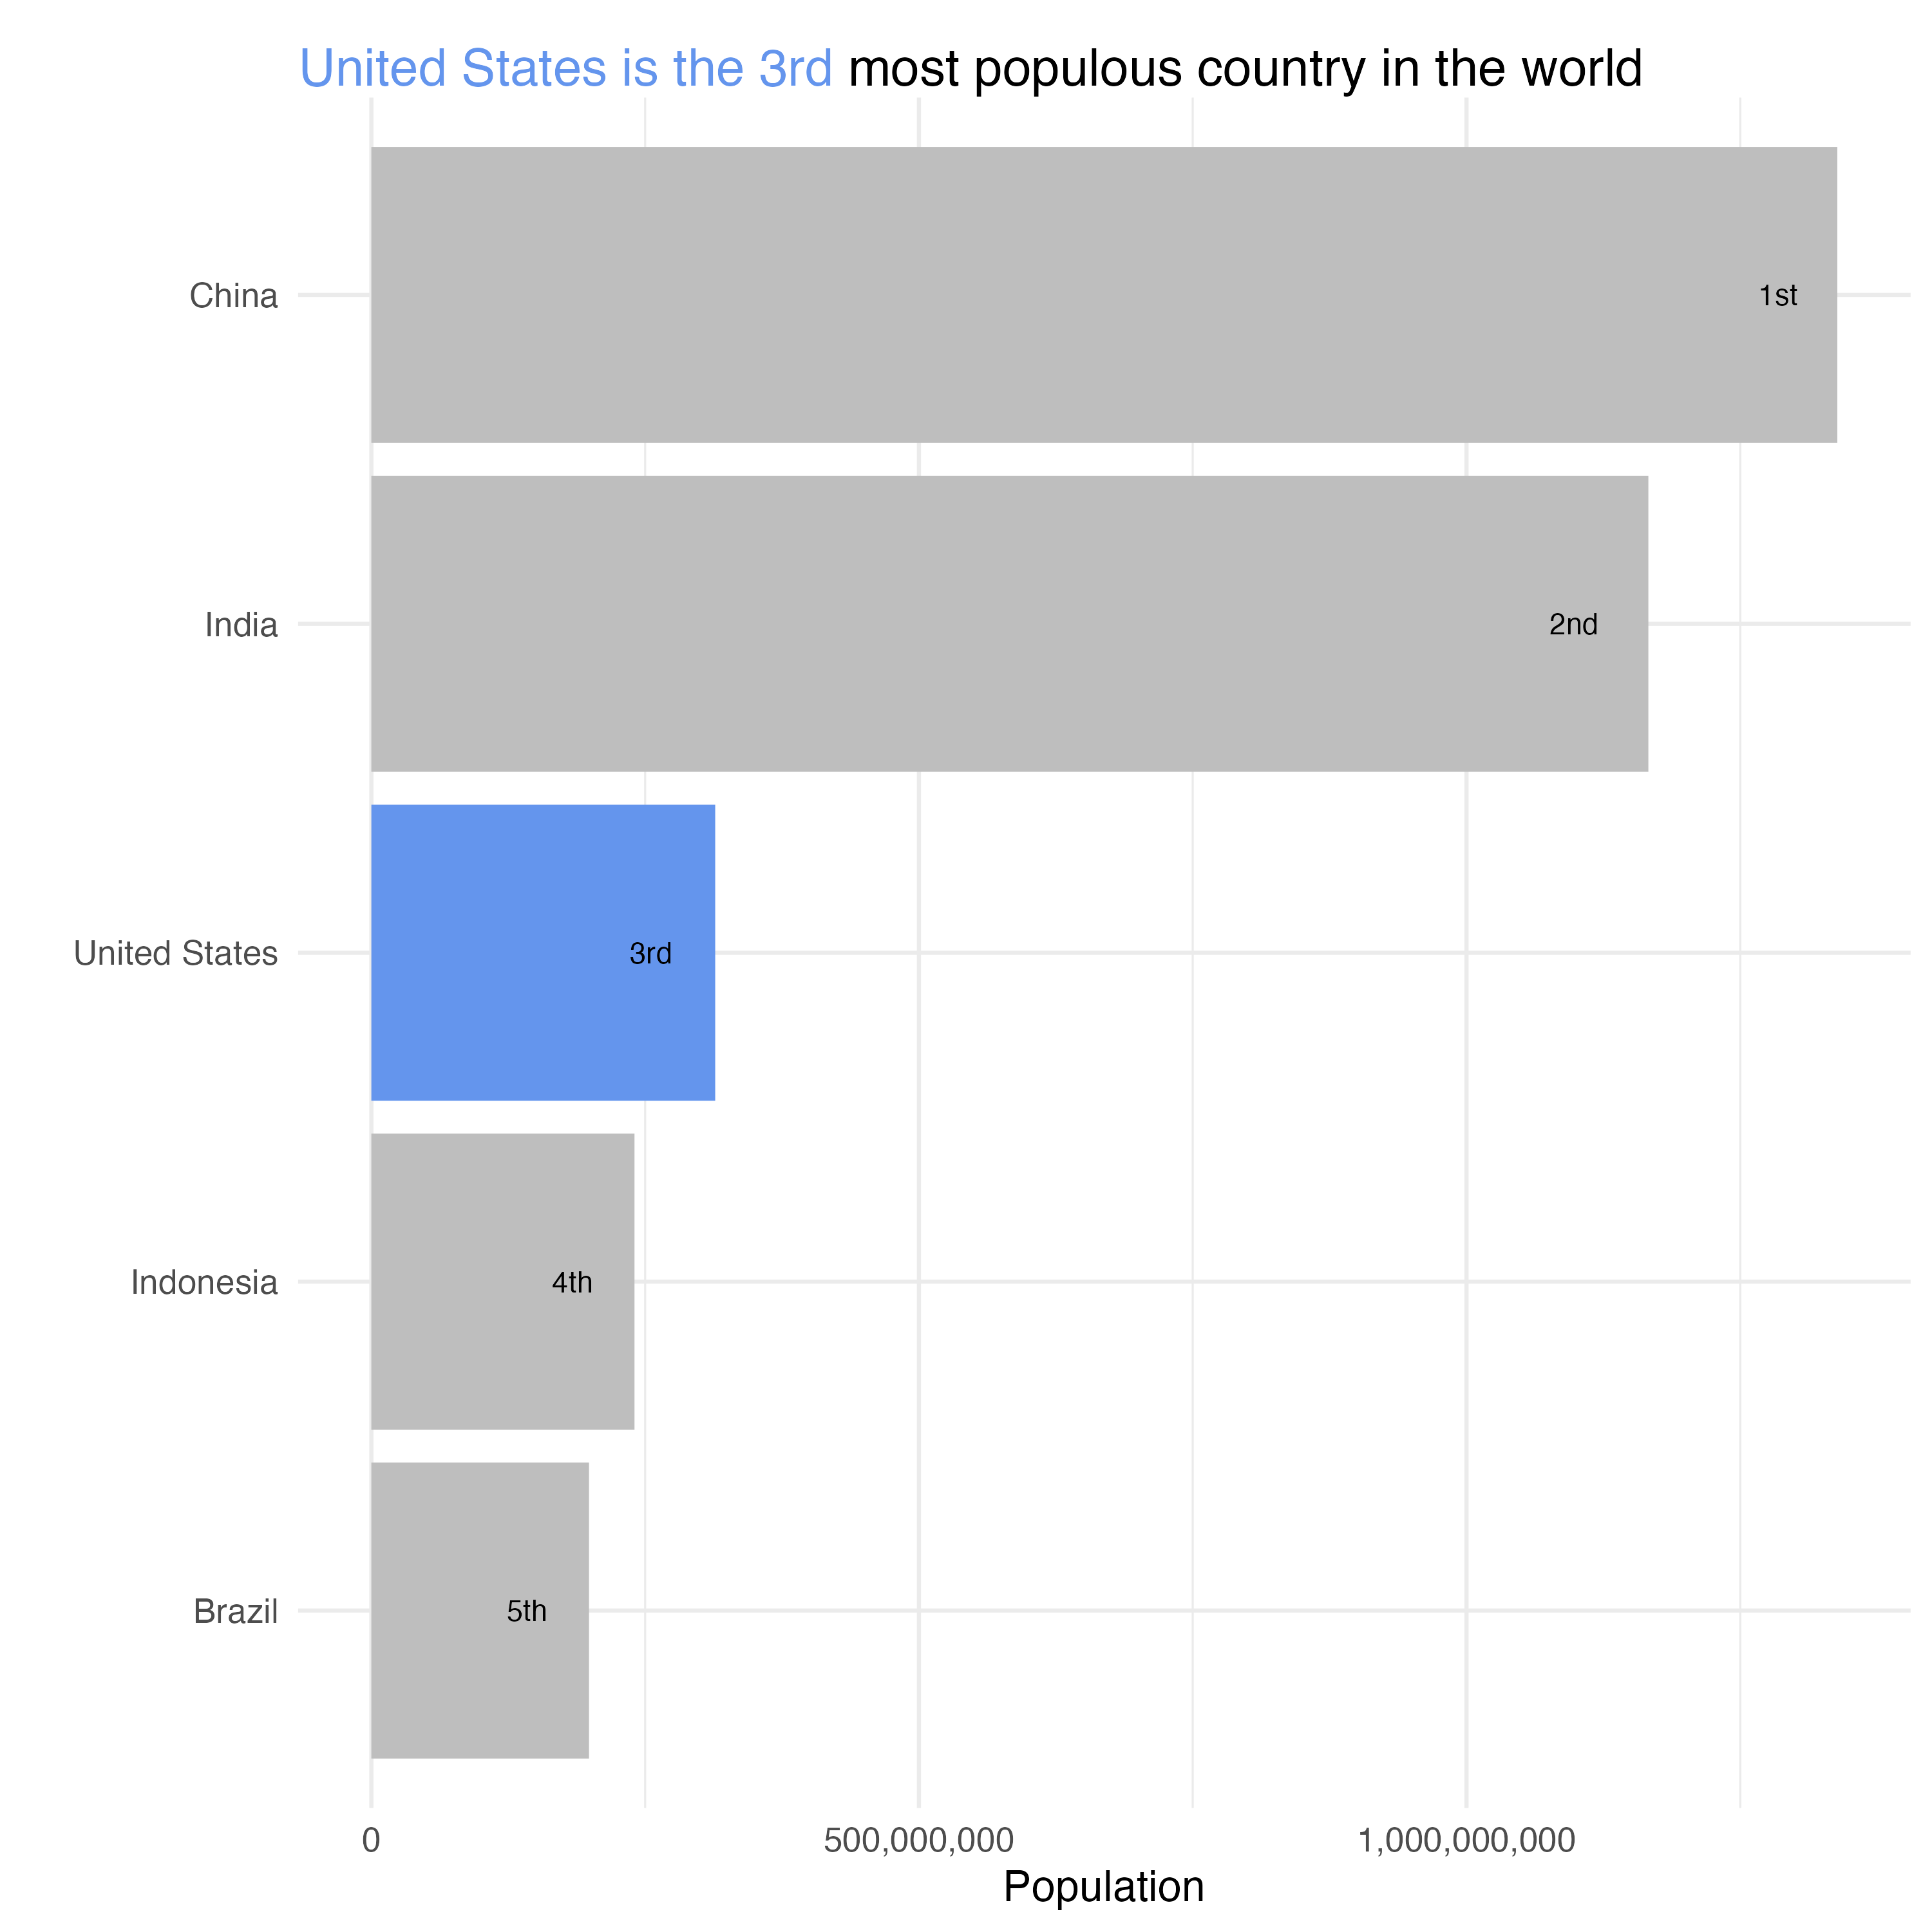 United States is the 3rd most populous country in the world
China 1st
India 2nd
United States 3rd
Indonesia 4th
Brazil 5th
0 500,000,000 1,000,000,000
Population